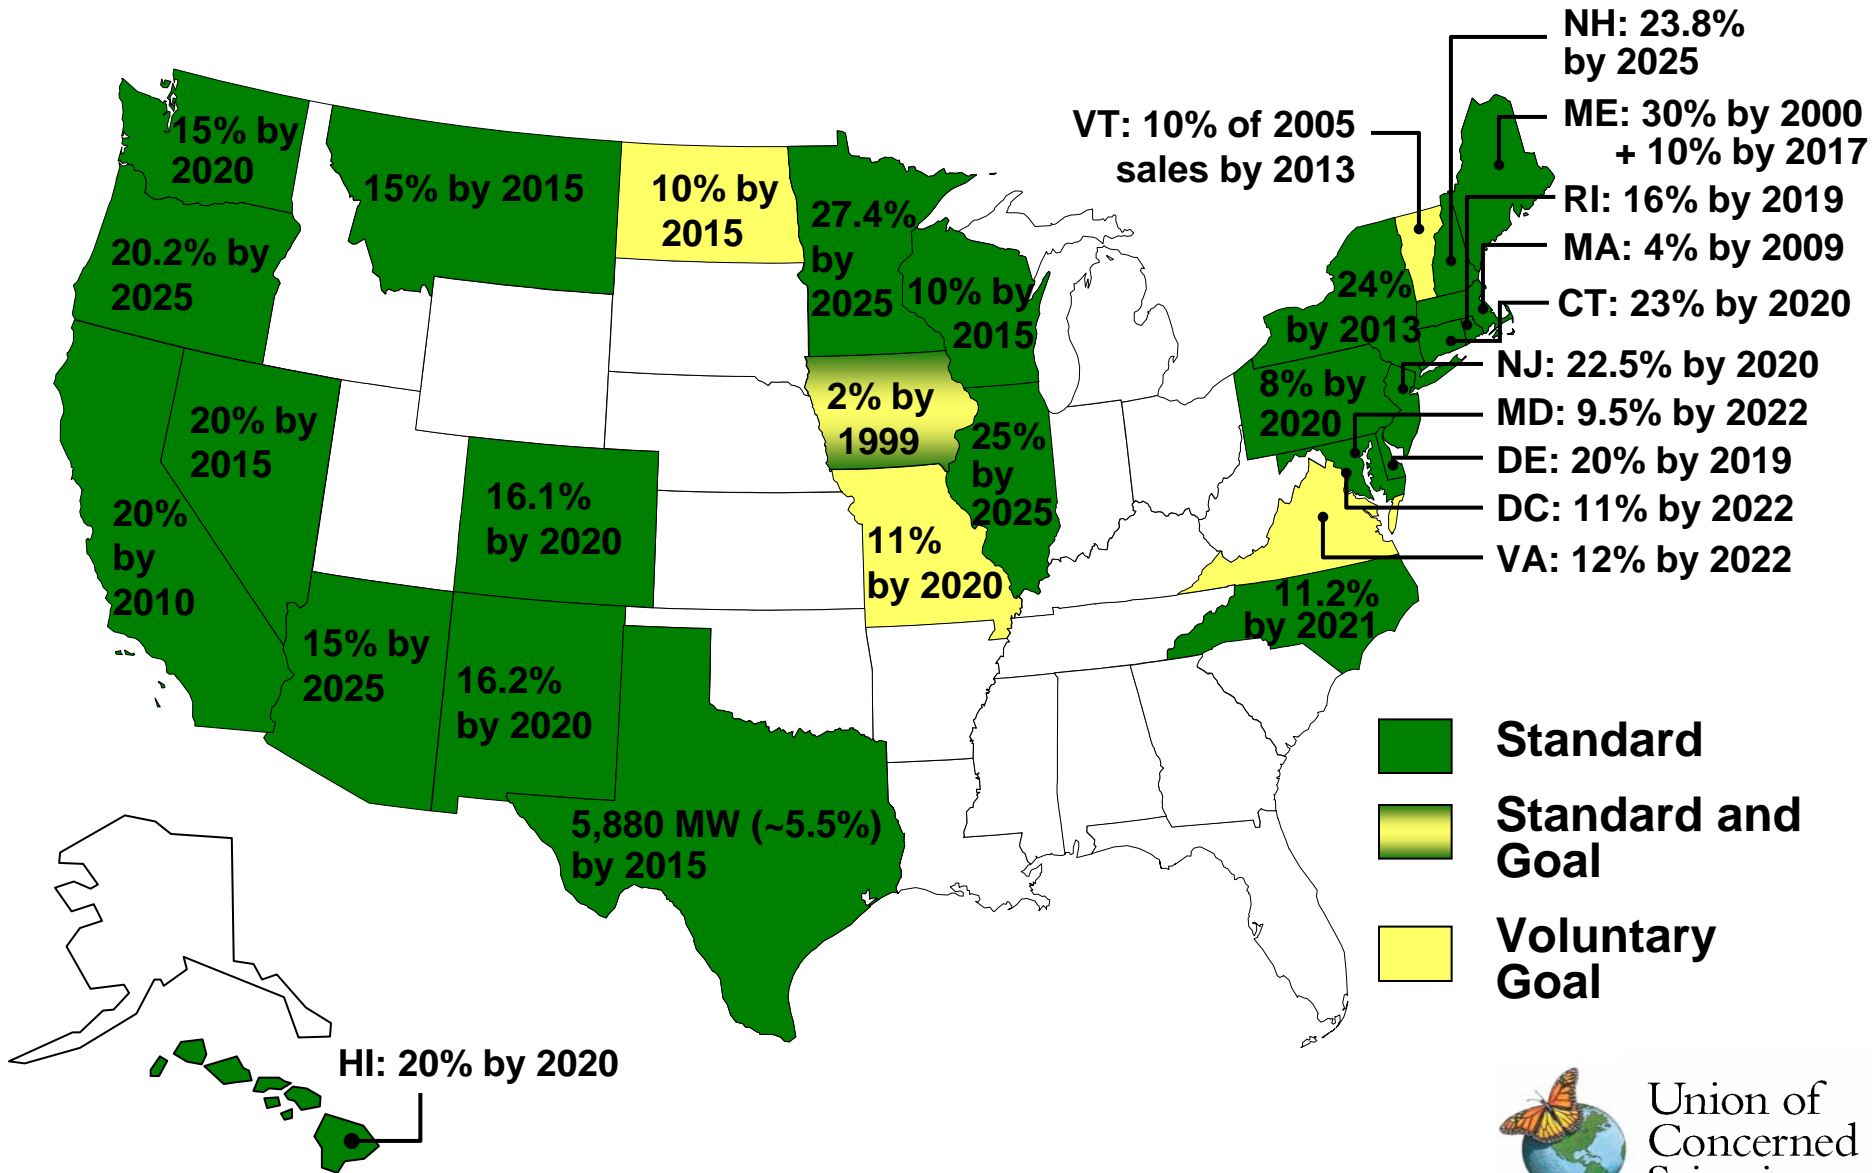 NH: 23.8%
by 2025
ME: 30% by 2000
+ 10% by 2017
VT: 10% of 2005
sales by 2013
RI: 16% by 2019
MA: 4% by 2009
CT: 23% by 2020
NJ: 22.5% by 2020
MD: 9.5% by 2022
DE: 20% by 2019
DC: 11% by 2022
VA: 12% by 2022
15% by
2020
15% by 2015
10% by
2015
27.4%
by
2025
10% by
2015
20.2% by
2025
24%
by 2013
8% by
2020
2% by
1999
25%
by
2025
20% by
2015
20%
by
2010
16.1%
by 2020
11%
by 2020
11.2%
by 2021
15% by
2025
16.2%
by 2020
5,880 MW (~5.5%)
by 2015
HI: 20% by 2020
Standard
Standard and
Goal
Voluntary
Goal
Union of
Concerned